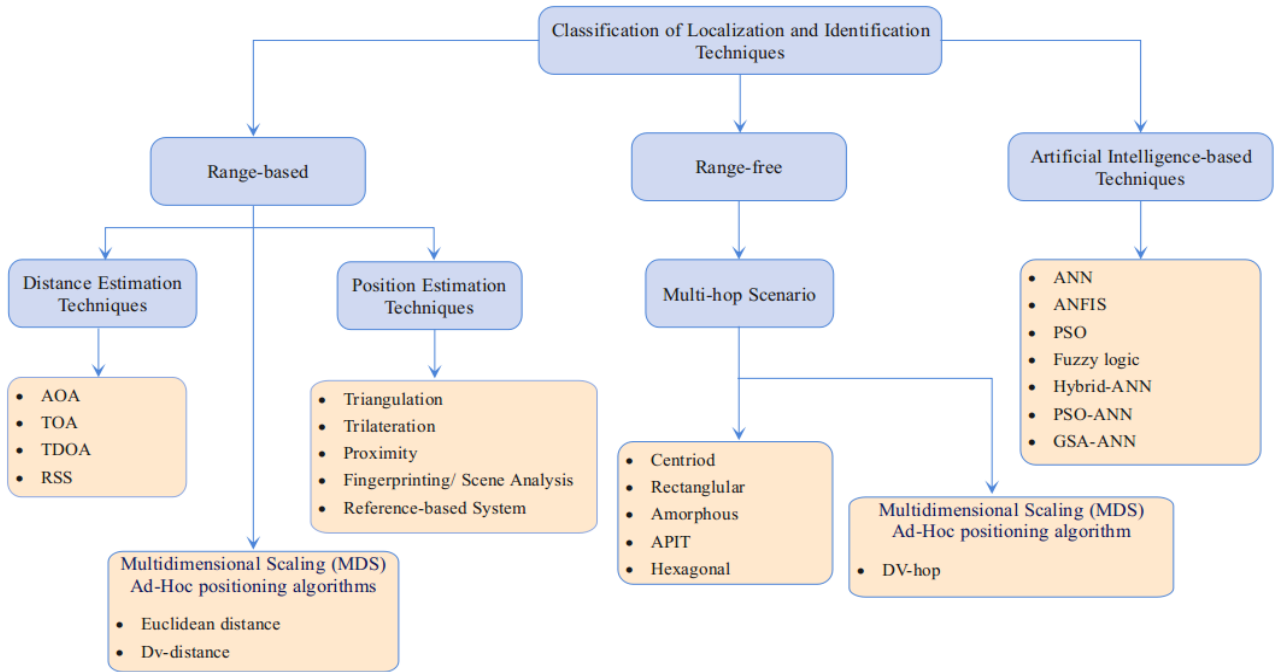 Classification of Localization and Identification
Techniques
Range-based
Range-free
Artificial Intelligence-based
Techniques
Distance Estimation
Techniques
Position Estimation
Techniques
Multi-hop Scenario
• ANN
• ANFIS
• PSO
• Fuzzy logic
• Hybrid-ANN
• PSO-ANN
• GSA-ANN
• AOA
• TOA
• TDOA
• RSS
• Triangulation
• Trilateration
• Proximity
• Fingerprinting/ Scene Analysis
• Reference-based System
• Centriod
• Rectanglular
• Amorphous
• APIT
• Hexagonal
Multidimensional Scaling (MDS)
Ad-Hoc positioning algorithm
• DV-hop
Multidimensional Scaling (MDS)
Ad-Hoc positioning algorithms
• Euclidean distance
• Dv-distance